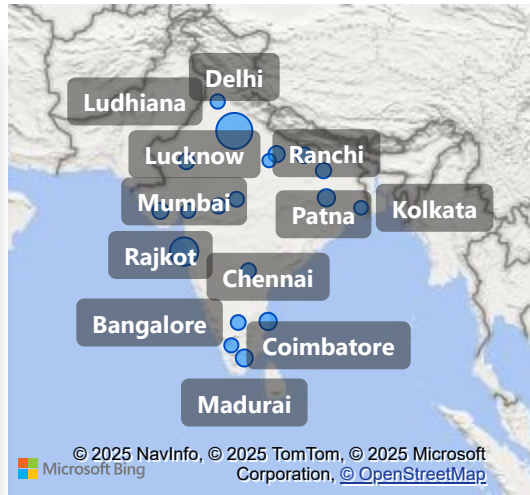 Delhi
Ludhiana
Lucknow
Ranchi
Mumbai
Patna
Kolkata
Rajkot
Chennai
Bangalore
Coimbatore
Madurai
© 2025 NavInfo, © 2025 TomTom, © 2025 Microsoft
Microsoft Bing
Corporation, © OpenStreetMap